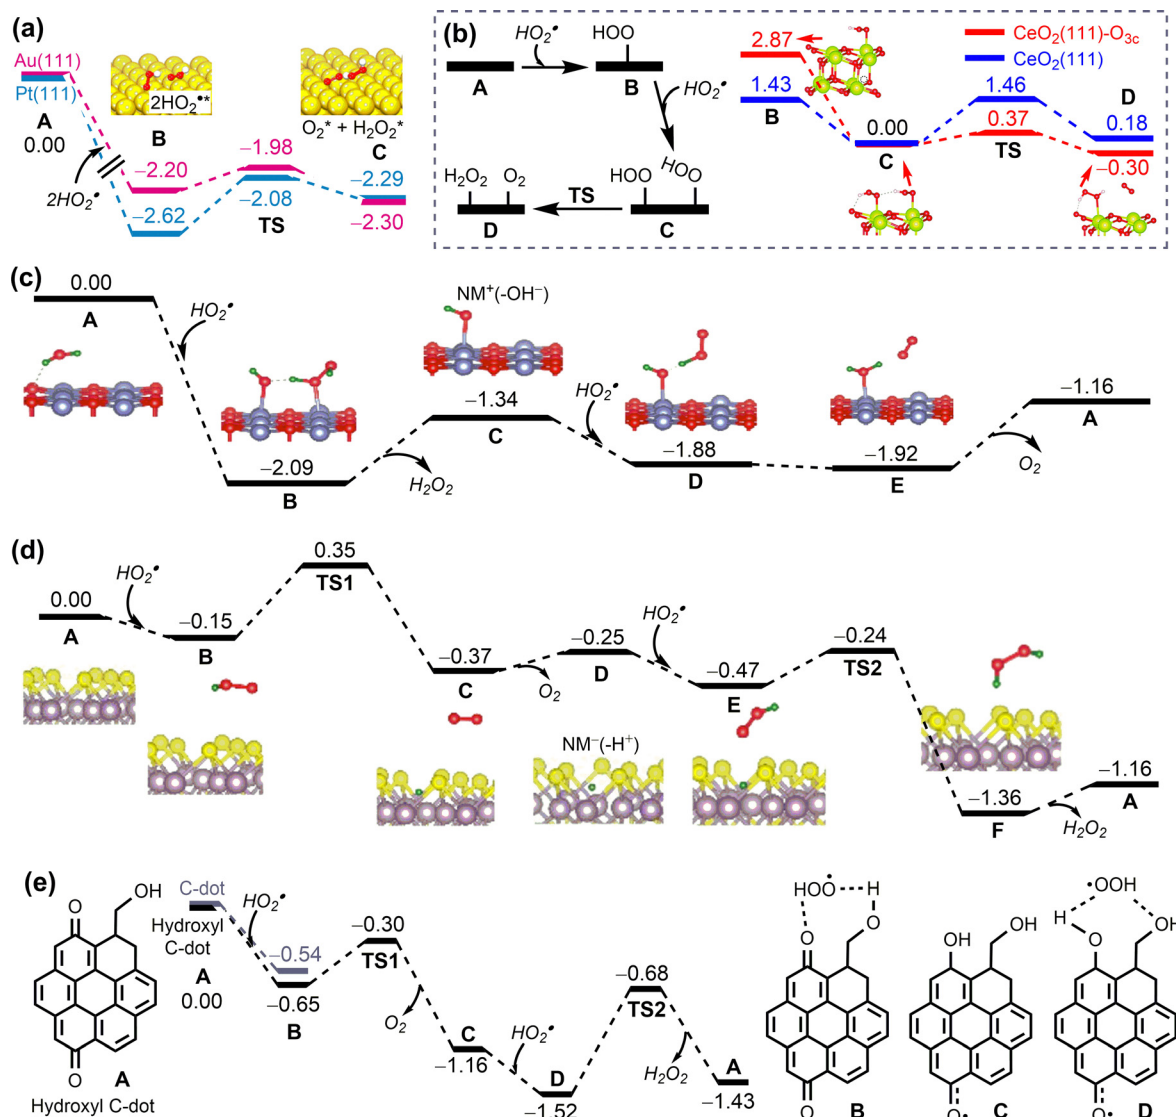 (a)
Au(111)
Pt(111)
A
0.00
2HO₂•
2HO₂•*
B
−2.20
−2.62
−1.98
−2.08
TS
O₂* + H₂O₂*
C
−2.29
−2.30
(b)
HO₂•
A
HOO
B
HO₂•
H₂O₂ O₂
D
TS
HOO HOO
C
2.87
1.43
B
CeO₂(111)-O₃c
CeO₂(111)
0.00
C
1.46
0.37
TS
D
0.18
−0.30
(c)
0.00
A
HO₂•
−2.09
B
H₂O₂
NM⁺(-OH⁻)
−1.34
C
HO₂•
−1.88
D
−1.92
E
O₂
−1.16
A
(d)
0.00
A
HO₂•
−0.15
B
0.35
TS1
−0.37
C
O₂
−0.25
D
NM⁻(-H⁺)
HO₂•
−0.47
E
−0.24
TS2
−1.36
F
H₂O₂
−1.16
A
(e)
OH
O
O
A
Hydroxyl C-dot
C-dot
Hydroxyl
C-dot
A
0.00
HO₂•
−0.54
−0.65
B
−0.30
TS1
O₂
C
−1.16
HO₂•
D
−1.52
−0.68
TS2
H₂O₂
A
−1.43
HOO• H
O
O
O
B
OH
OH
O•
C
•OOH
H
O
OH
O•
D